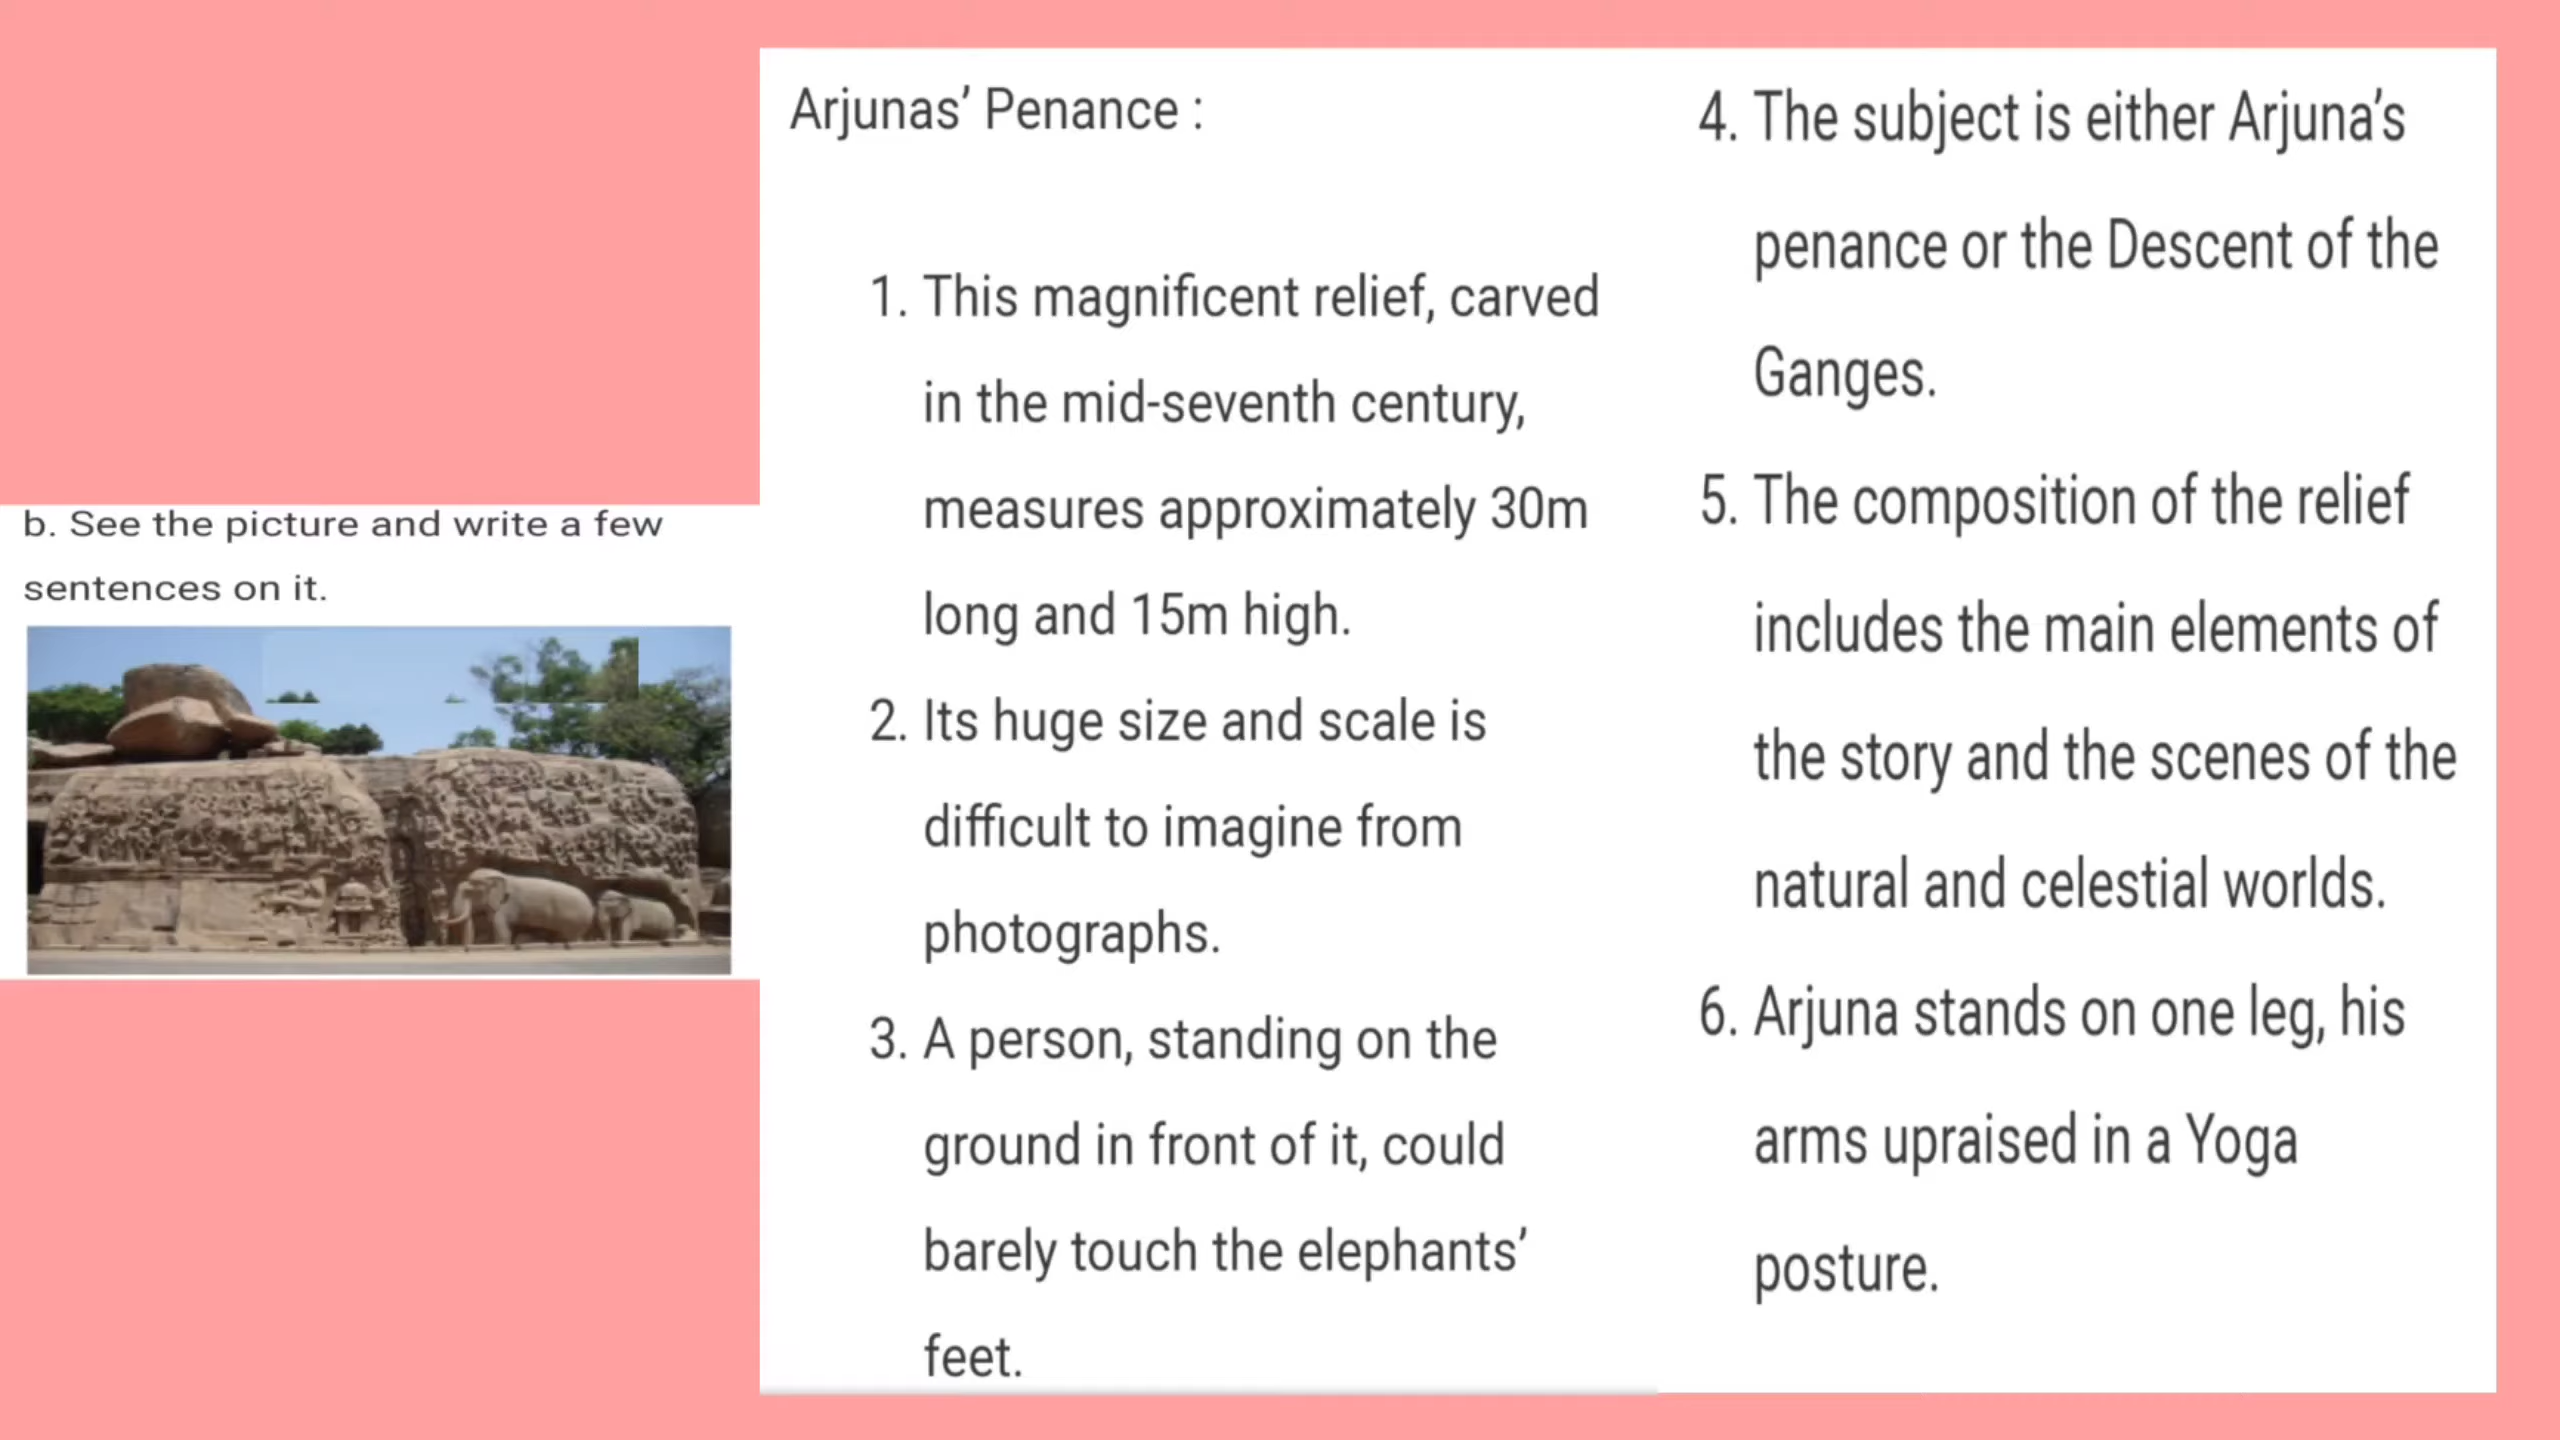 b. See the picture and write a few
sentences on it.
Arjunas’ Penance :
1. This magnificent relief, carved
in the mid-seventh century,
measures approximately 30m
long and 15m high.
2. Its huge size and scale is
difficult to imagine from
photographs.
3. A person, standing on the
ground in front of it, could
barely touch the elephants’
feet.
4. The subject is either Arjuna’s
penance or the Descent of the
Ganges.
5. The composition of the relief
includes the main elements of
the story and the scenes of the
natural and celestial worlds.
6. Arjuna stands on one leg, his
arms upraised in a Yoga
posture.